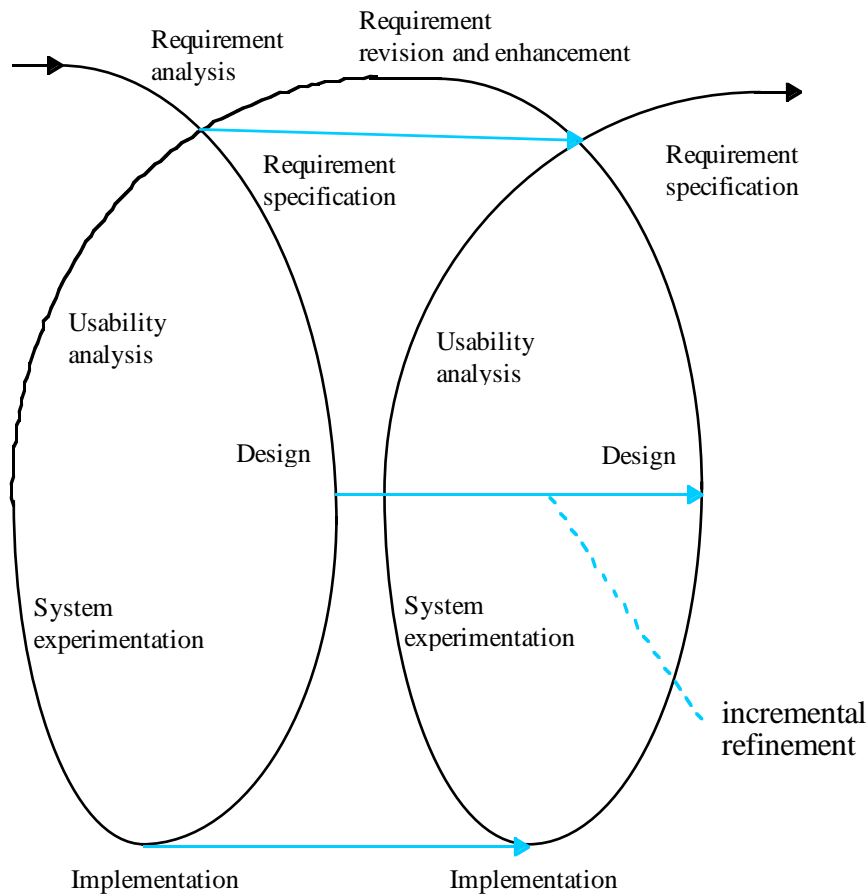 Requirement
analysis
Requirement
revision and enhancement
Requirement
specification
Requirement
specification
Usability
analysis
Usability
analysis
Design
Design
System
experimentation
System
experimentation
incremental
refinement
Implementation
Implementation